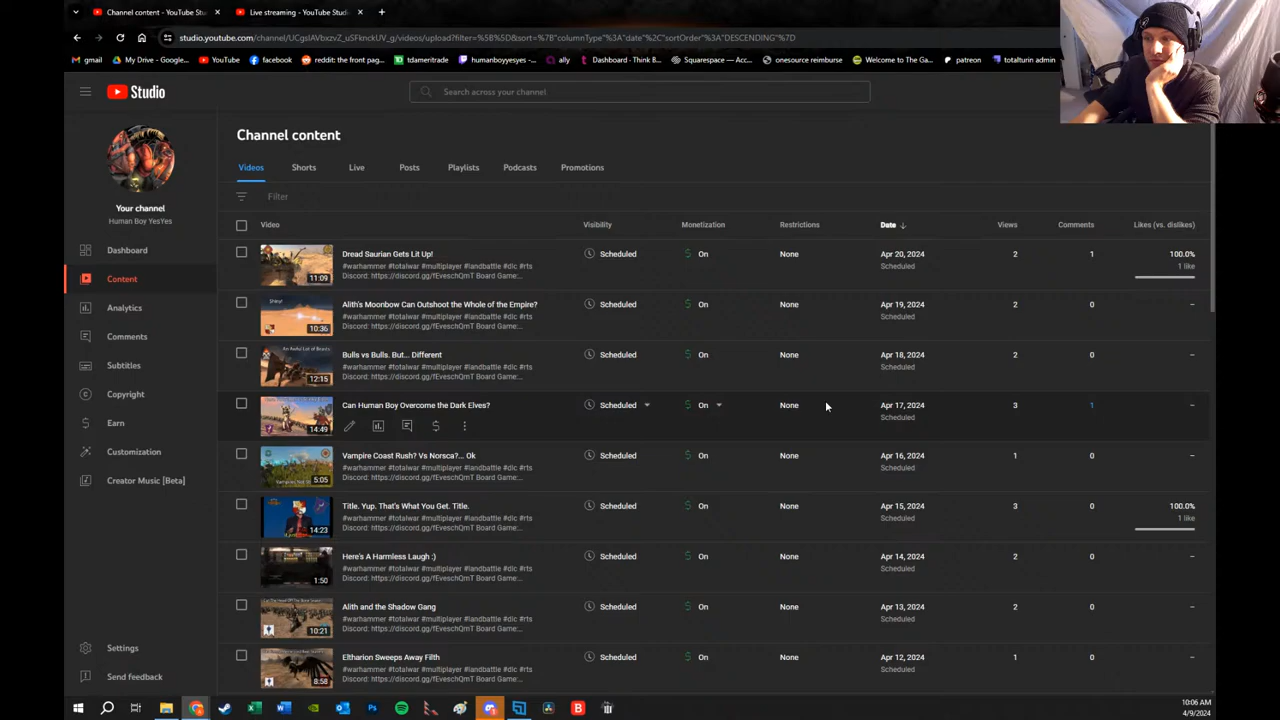 Channel content - YouTube Stu
Live streaming - YouTube Studio
studio.youtube.com/channel/
gmail
My Drive - Google...
YouTube
facebook
reddit: the front pag...
tdameritrade
humanboyyesyes -...
ally
Dashboard - Think B...
Squarespace — Acc...
onesource reimburse
Welcome to The Ga...
patreon
totalturin admin
Studio
Search across your channel
Your channel
Human Boy YesYes
Dashboard
Content
Analytics
Comments
Subtitles
Copyright
Earn
Customization
Creator Music [Beta]
Settings
Send feedback
Channel content
Videos Shorts Live Posts Playlists Podcasts Promotions
Filter
Video Visibility Monetization Restrictions Date Views Comments Likes (vs. dislikes)
11:09 Dread Saurian Gets Lit Up! Scheduled On None Apr 20, 2024 2 1 100.0%
#warhammer #totalwar #multiplayer #landbattle #dlc #rts Scheduled 1 like
Discord: https://discord.gg/fEveschQmT Board Game:...
Shiny!
10:36 Alith's Moonbow Can Outshoot the Whole of the Empire? Scheduled On None Apr 19, 2024 2 0 –
#warhammer #totalwar #multiplayer #landbattle #dlc #rts Scheduled
Discord: https://discord.gg/fEveschQmT Board Game:...
12:15 Bulls vs Bulls. But... Different Scheduled On None Apr 18, 2024 2 0 –
#warhammer #totalwar #multiplayer #landbattle #dlc #rts Scheduled
Discord: https://discord.gg/fEveschQmT Board Game:...
14:49 Can Human Boy Overcome the Dark Elves? Scheduled On None Apr 17, 2024 3 1 –
Scheduled
5:05 Vampire Coast Rush? Vs Norsca?... Ok Scheduled On None Apr 16, 2024 1 0 –
#warhammer #totalwar #multiplayer #landbattle #dlc #rts Scheduled
Discord: https://discord.gg/fEveschQmT Board Game:...
14:23 Title. Yup. That's What You Get. Title. Scheduled On None Apr 15, 2024 3 0 100.0%
#warhammer #totalwar #multiplayer #landbattle #dlc #rts Scheduled 1 like
Discord: https://discord.gg/fEveschQmT Board Game:...
1:50 Here's A Harmless Laugh :) Scheduled On None Apr 14, 2024 2 0 –
#warhammer #totalwar #multiplayer #landbattle #dlc #rts Scheduled
Discord: https://discord.gg/fEveschQmT Board Game:...
10:21 Alith and the Shadow Gang Scheduled On None Apr 13, 2024 2 0 –
#warhammer #totalwar #multiplayer #landbattle #dlc #rts Scheduled
Discord: https://discord.gg/fEveschQmT Board Game:...
8:58 Eltharion Sweeps Away Filth Scheduled On None Apr 12, 2024 1 0 –
#warhammer #totalwar #multiplayer #landbattle #dlc #rts Scheduled
Discord: https://discord.gg/fEveschQmT Board Game:...
10:06 AM
4/9/2024